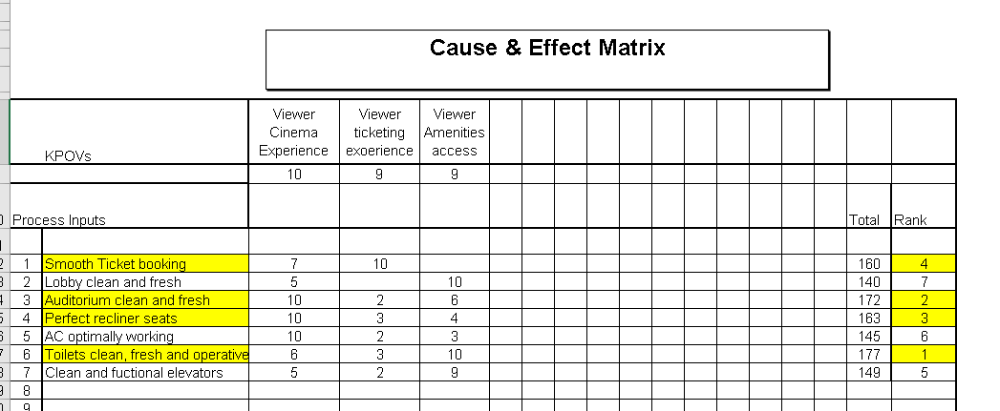 Cause & Effect Matrix
KPOVs Viewer Cinema Experience Viewer ticketing exoerience Viewer Amenities access
10 9 9
Process Inputs Total Rank
1 Smooth Ticket booking 7 10 160 4
2 Lobby clean and fresh 5 10 140 7
3 Auditorium clean and fresh 10 2 6 172 2
4 Perfect recliner seats 10 3 4 163 3
5 AC optimally working 10 2 3 145 6
6 Toilets clean, fresh and operative 6 3 10 177 1
7 Clean and fuctional elevators 5 2 9 149 5
8
9